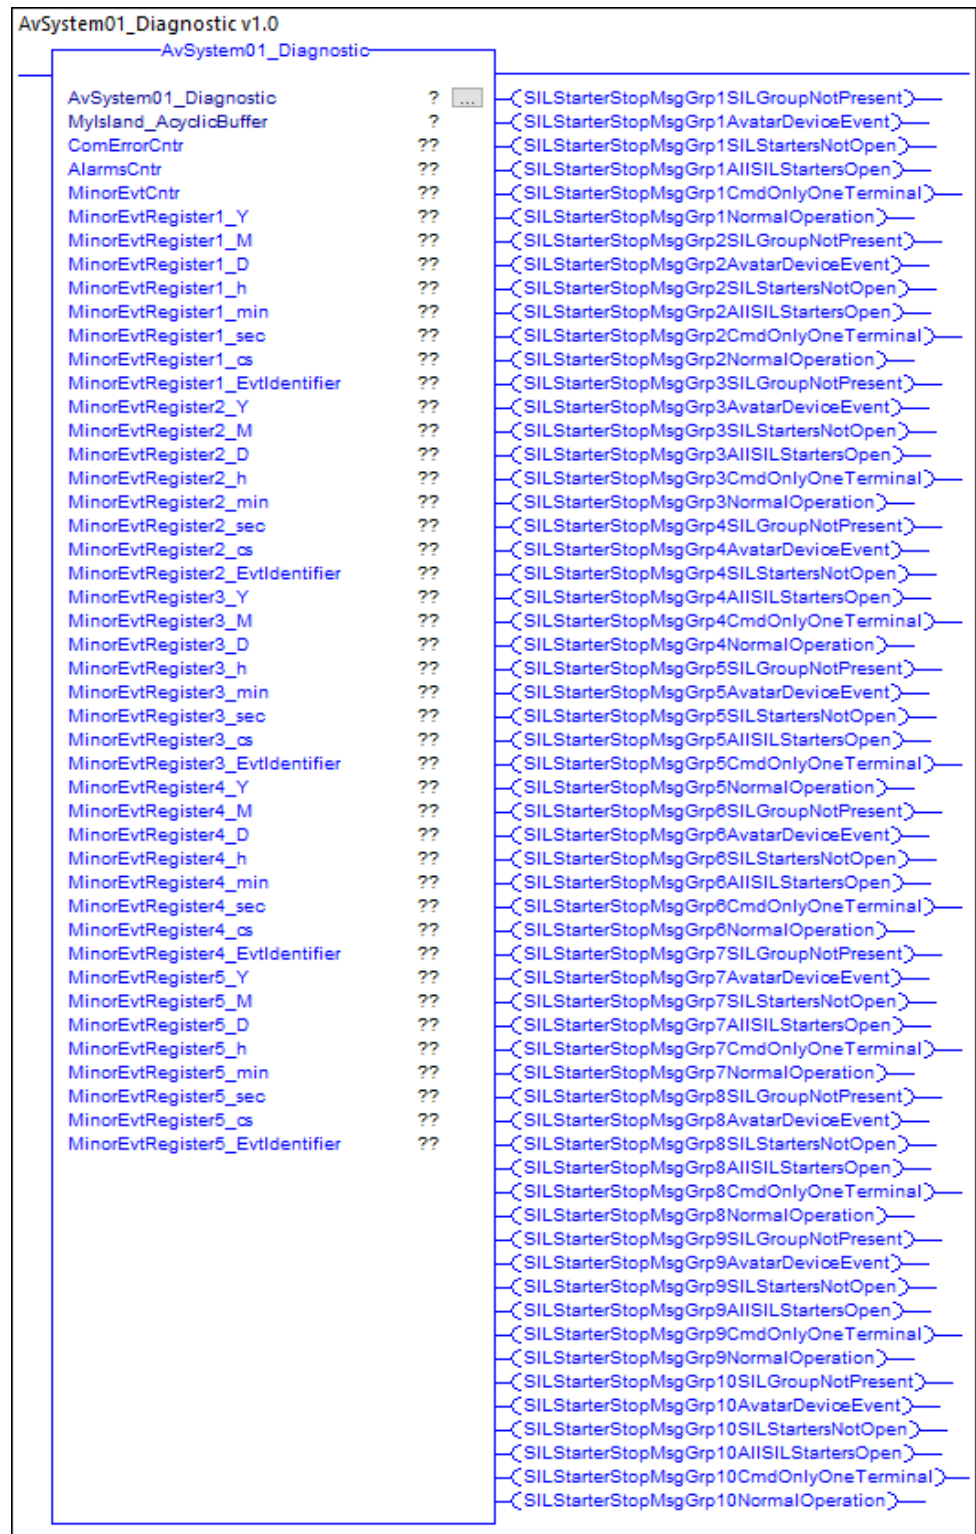 AvSystem01_Diagnostic v1.0
AvSystem01_Diagnostic
AvSystem01_Diagnostic ? ... SILStarterStopMsgGrp1SILGroupNotPresent
MyIsland_AcyclicBuffer ? SILStarterStopMsgGrp1AvatarDeviceEvent
ComErrorCntr ?? SILStarterStopMsgGrp1SILStartersNotOpen
AlarmsCntr ?? SILStarterStopMsgGrp1AllSILStartersOpen
MinorEvtCntr ?? SILStarterStopMsgGrp1CmdOnlyOneTerminal
MinorEvtRegister1_Y ?? SILStarterStopMsgGrp1NormalOperation
MinorEvtRegister1_M ?? SILStarterStopMsgGrp2SILGroupNotPresent
MinorEvtRegister1_D ?? SILStarterStopMsgGrp2AvatarDeviceEvent
MinorEvtRegister1_h ?? SILStarterStopMsgGrp2SILStartersNotOpen
MinorEvtRegister1_min ?? SILStarterStopMsgGrp2AllSILStartersOpen
MinorEvtRegister1_sec ?? SILStarterStopMsgGrp2CmdOnlyOneTerminal
MinorEvtRegister1_cs ?? SILStarterStopMsgGrp2NormalOperation
MinorEvtRegister1_EvtIdentifier ?? SILStarterStopMsgGrp3SILGroupNotPresent
MinorEvtRegister2_Y ?? SILStarterStopMsgGrp3AvatarDeviceEvent
MinorEvtRegister2_M ?? SILStarterStopMsgGrp3SILStartersNotOpen
MinorEvtRegister2_D ?? SILStarterStopMsgGrp3AllSILStartersOpen
MinorEvtRegister2_h ?? SILStarterStopMsgGrp3CmdOnlyOneTerminal
MinorEvtRegister2_min ?? SILStarterStopMsgGrp3NormalOperation
MinorEvtRegister2_sec ?? SILStarterStopMsgGrp4SILGroupNotPresent
MinorEvtRegister2_cs ?? SILStarterStopMsgGrp4AvatarDeviceEvent
MinorEvtRegister2_EvtIdentifier ?? SILStarterStopMsgGrp4SILStartersNotOpen
MinorEvtRegister3_Y ?? SILStarterStopMsgGrp4AllSILStartersOpen
MinorEvtRegister3_M ?? SILStarterStopMsgGrp4CmdOnlyOneTerminal
MinorEvtRegister3_D ?? SILStarterStopMsgGrp4NormalOperation
MinorEvtRegister3_h ?? SILStarterStopMsgGrp5SILGroupNotPresent
MinorEvtRegister3_min ?? SILStarterStopMsgGrp5AvatarDeviceEvent
MinorEvtRegister3_sec ?? SILStarterStopMsgGrp5SILStartersNotOpen
MinorEvtRegister3_cs ?? SILStarterStopMsgGrp5AllSILStartersOpen
MinorEvtRegister3_EvtIdentifier ?? SILStarterStopMsgGrp5CmdOnlyOneTerminal
MinorEvtRegister4_Y ?? SILStarterStopMsgGrp5NormalOperation
MinorEvtRegister4_M ?? SILStarterStopMsgGrp6SILGroupNotPresent
MinorEvtRegister4_D ?? SILStarterStopMsgGrp6AvatarDeviceEvent
MinorEvtRegister4_h ?? SILStarterStopMsgGrp6SILStartersNotOpen
MinorEvtRegister4_min ?? SILStarterStopMsgGrp6AllSILStartersOpen
MinorEvtRegister4_sec ?? SILStarterStopMsgGrp6CmdOnlyOneTerminal
MinorEvtRegister4_cs ?? SILStarterStopMsgGrp6NormalOperation
MinorEvtRegister4_EvtIdentifier ?? SILStarterStopMsgGrp7SILGroupNotPresent
MinorEvtRegister5_Y ?? SILStarterStopMsgGrp7AvatarDeviceEvent
MinorEvtRegister5_M ?? SILStarterStopMsgGrp7SILStartersNotOpen
MinorEvtRegister5_D ?? SILStarterStopMsgGrp7AllSILStartersOpen
MinorEvtRegister5_h ?? SILStarterStopMsgGrp7CmdOnlyOneTerminal
MinorEvtRegister5_min ?? SILStarterStopMsgGrp7NormalOperation
MinorEvtRegister5_sec ?? SILStarterStopMsgGrp8SILGroupNotPresent
MinorEvtRegister5_cs ?? SILStarterStopMsgGrp8AvatarDeviceEvent
MinorEvtRegister5_EvtIdentifier ?? SILStarterStopMsgGrp8SILStartersNotOpen
SILStarterStopMsgGrp8AllSILStartersOpen
SILStarterStopMsgGrp8CmdOnlyOneTerminal
SILStarterStopMsgGrp8NormalOperation
SILStarterStopMsgGrp9SILGroupNotPresent
SILStarterStopMsgGrp9AvatarDeviceEvent
SILStarterStopMsgGrp9SILStartersNotOpen
SILStarterStopMsgGrp9AllSILStartersOpen
SILStarterStopMsgGrp9CmdOnlyOneTerminal
SILStarterStopMsgGrp9NormalOperation
SILStarterStopMsgGrp10SILGroupNotPresent
SILStarterStopMsgGrp10AvatarDeviceEvent
SILStarterStopMsgGrp10SILStartersNotOpen
SILStarterStopMsgGrp10AllSILStartersOpen
SILStarterStopMsgGrp10CmdOnlyOneTerminal
SILStarterStopMsgGrp10NormalOperation